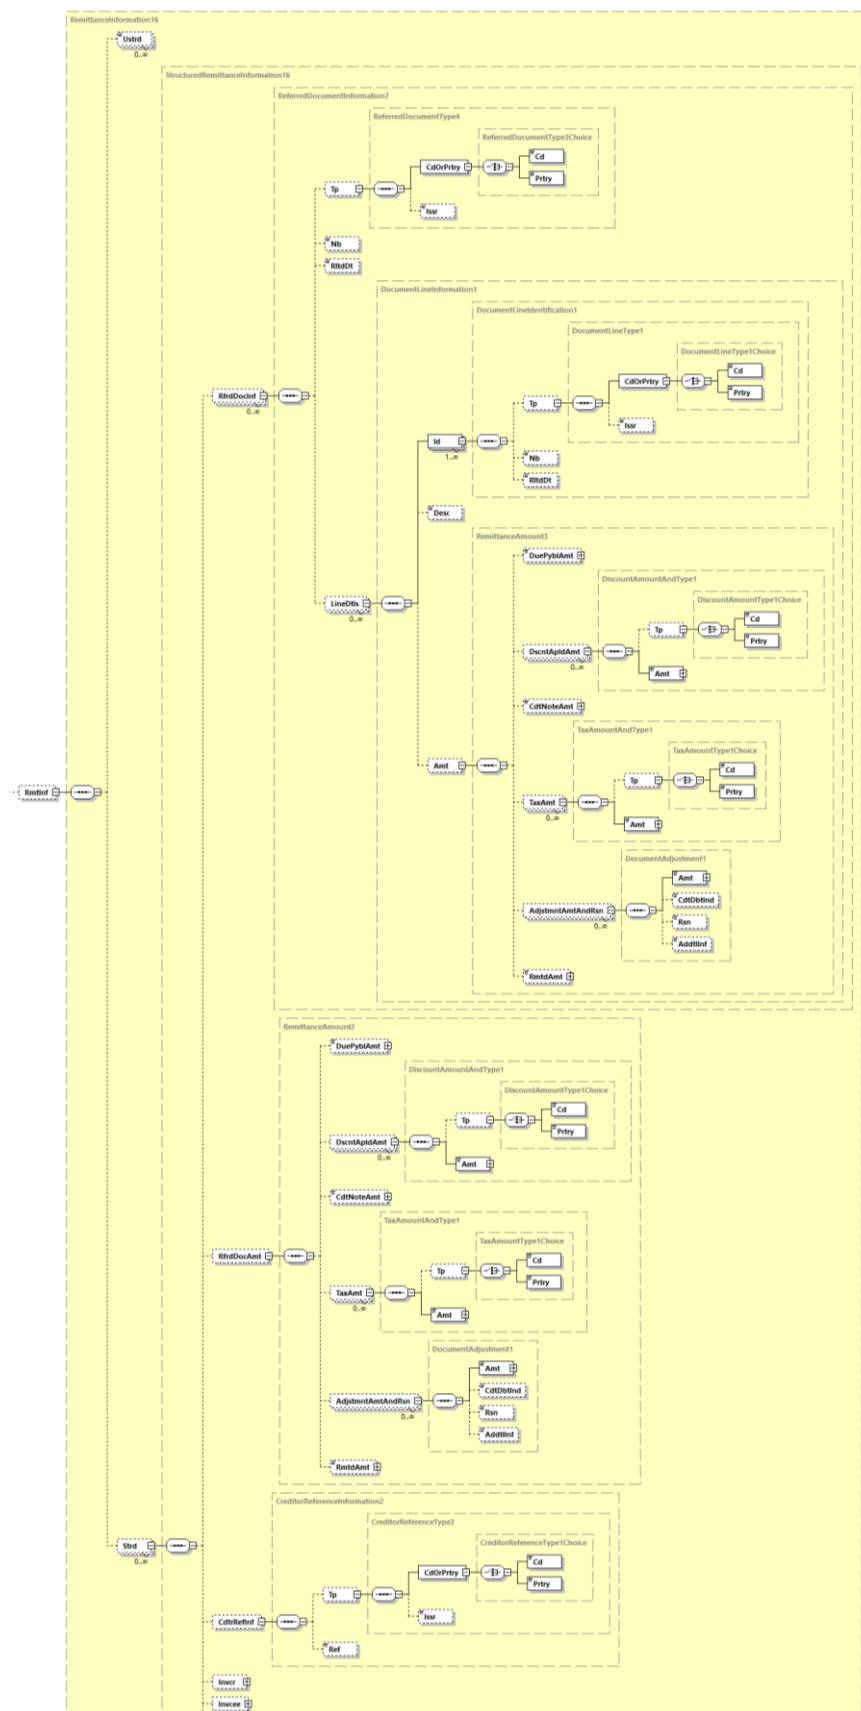 RemittanceInformation16
Ustrd
0..∞
StructuredRemittanceInformation16
ReferredDocumentInformation7
ReferredDocumentType4
ReferredDocumentType3Choice
Cd
CdOrPrtry
Prtry
Tp
Issr
Nb
RltdDt
DocumentLineInformation1
DocumentLineIdentification1
DocumentLineType1
DocumentLineType1Choice
Cd
CdOrPrtry
Prtry
RfrdDocInf
0..∞
Tp
Issr
Id
1..∞
Nb
RltdDt
Desc
RemittanceAmount3
DuePyblAmt
DiscountAmountAndType1
DiscountAmountType1Choice
LineDtls
0..∞
Cd
Tp
Prtry
DscntApldAmt
0..∞
Amt
CdtNoteAmt
TaxAmountAndType1
TaxAmountType1Choice
Amt
Cd
Tp
Prtry
RmtInf
TaxAmt
0..∞
Amt
DocumentAdjustment1
Amt
CdtDbtInd
AdjstmntAmtAndRsn
0..∞
Rsn
AddtlInf
RmtdAmt
RemittanceAmount2
DuePyblAmt
DiscountAmountAndType1
DiscountAmountType1Choice
Cd
Tp
Prtry
DscntApldAmt
0..∞
Amt
CdtNoteAmt
TaxAmountAndType1
TaxAmountType1Choice
RfrdDocAmt
Cd
Tp
Prtry
TaxAmt
0..∞
Amt
DocumentAdjustment1
Amt
CdtDbtInd
AdjstmntAmtAndRsn
0..∞
Rsn
AddtlInf
RmtdAmt
CreditorReferenceInformation2
CreditorReferenceType2
CreditorReferenceType1Choice
Strd
0..∞
Cd
CdOrPrtry
Prtry
Tp
Issr
CdtrRefInf
Ref
Invcr
Invcee